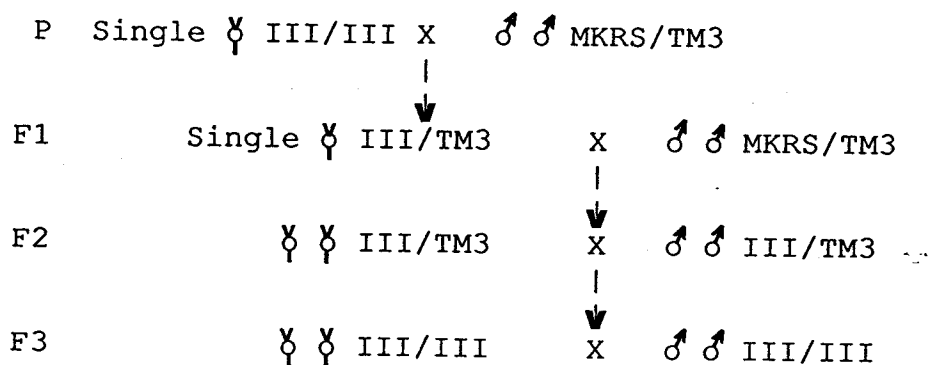 P Single ☿ III/III X ♂ ♂ MKRS/TM3
F1 Single ☿ III/TM3 X ♂ ♂ MKRS/TM3
F2 ☿ ☿ III/TM3 X ♂ ♂ III/TM3
F3 ☿ ☿ III/III X ♂ ♂ III/III